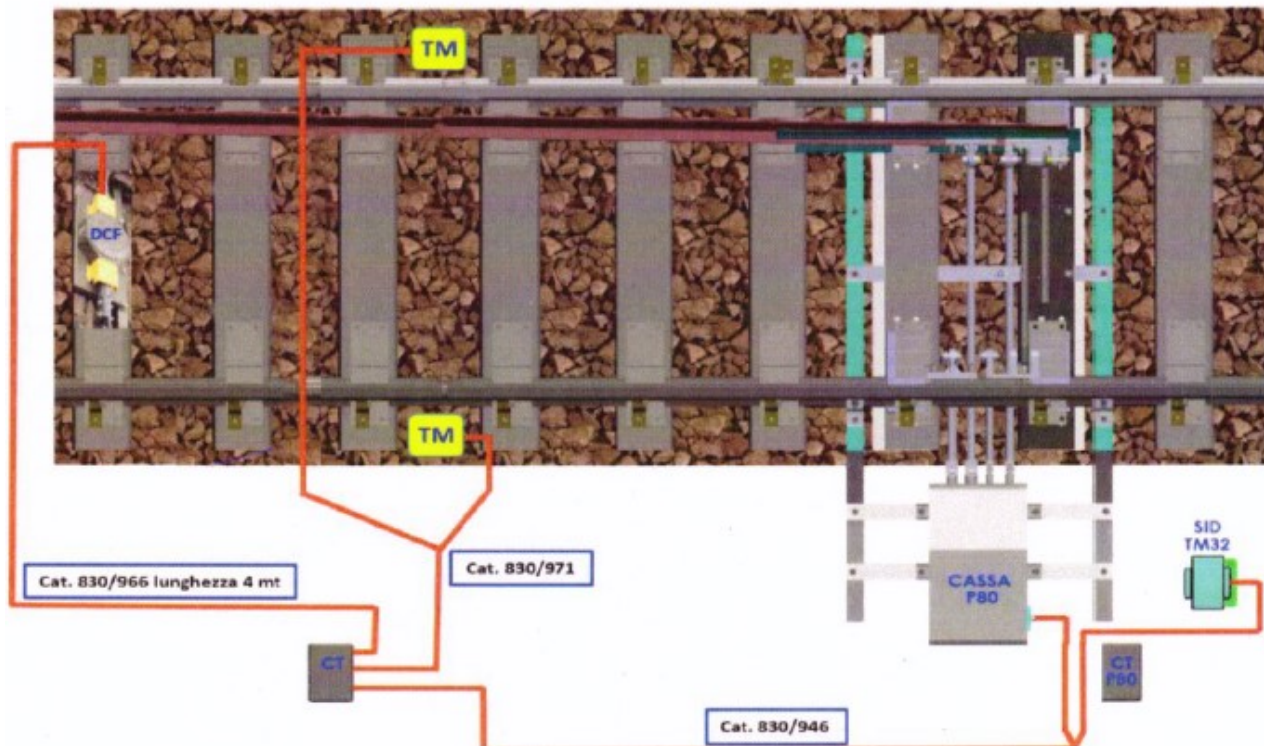 TM
DCF
TM
SID
TM32
Cat. 830/966 lunghezza 4 mt
Cat. 830/971
CASSA
P80
CT
CT
P80
Cat. 830/946